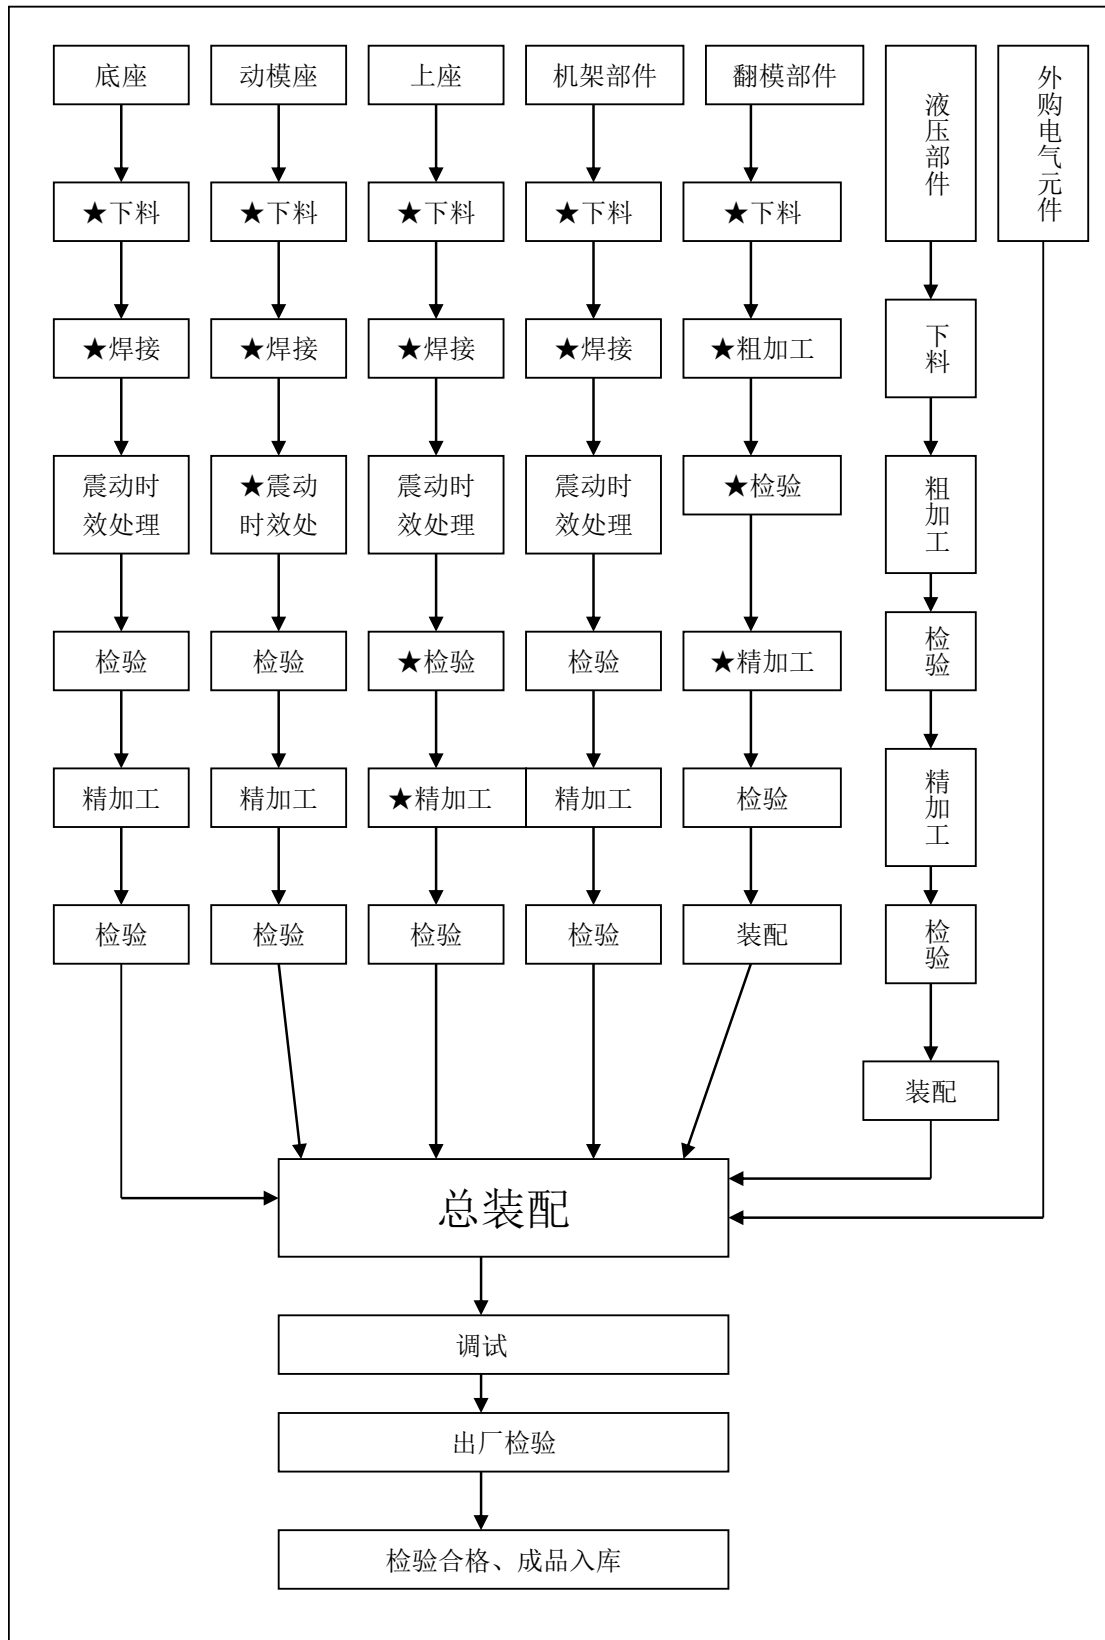 底座
动模座
上座
机架部件
翻模部件
液压部件
外购电气元件
★下料
★下料
★下料
★下料
★下料
下料
★焊接
★焊接
★焊接
★焊接
★粗加工
粗加工
震动时
效处理
★震动
时效处
震动时
效处理
震动时
效处理
★检验
检验
检验
检验
★检验
检验
★精加工
精加工
精加工
精加工
★精加工
精加工
检验
检验
检验
检验
检验
检验
装配
装配
总装配
调试
出厂检验
检验合格、成品入库